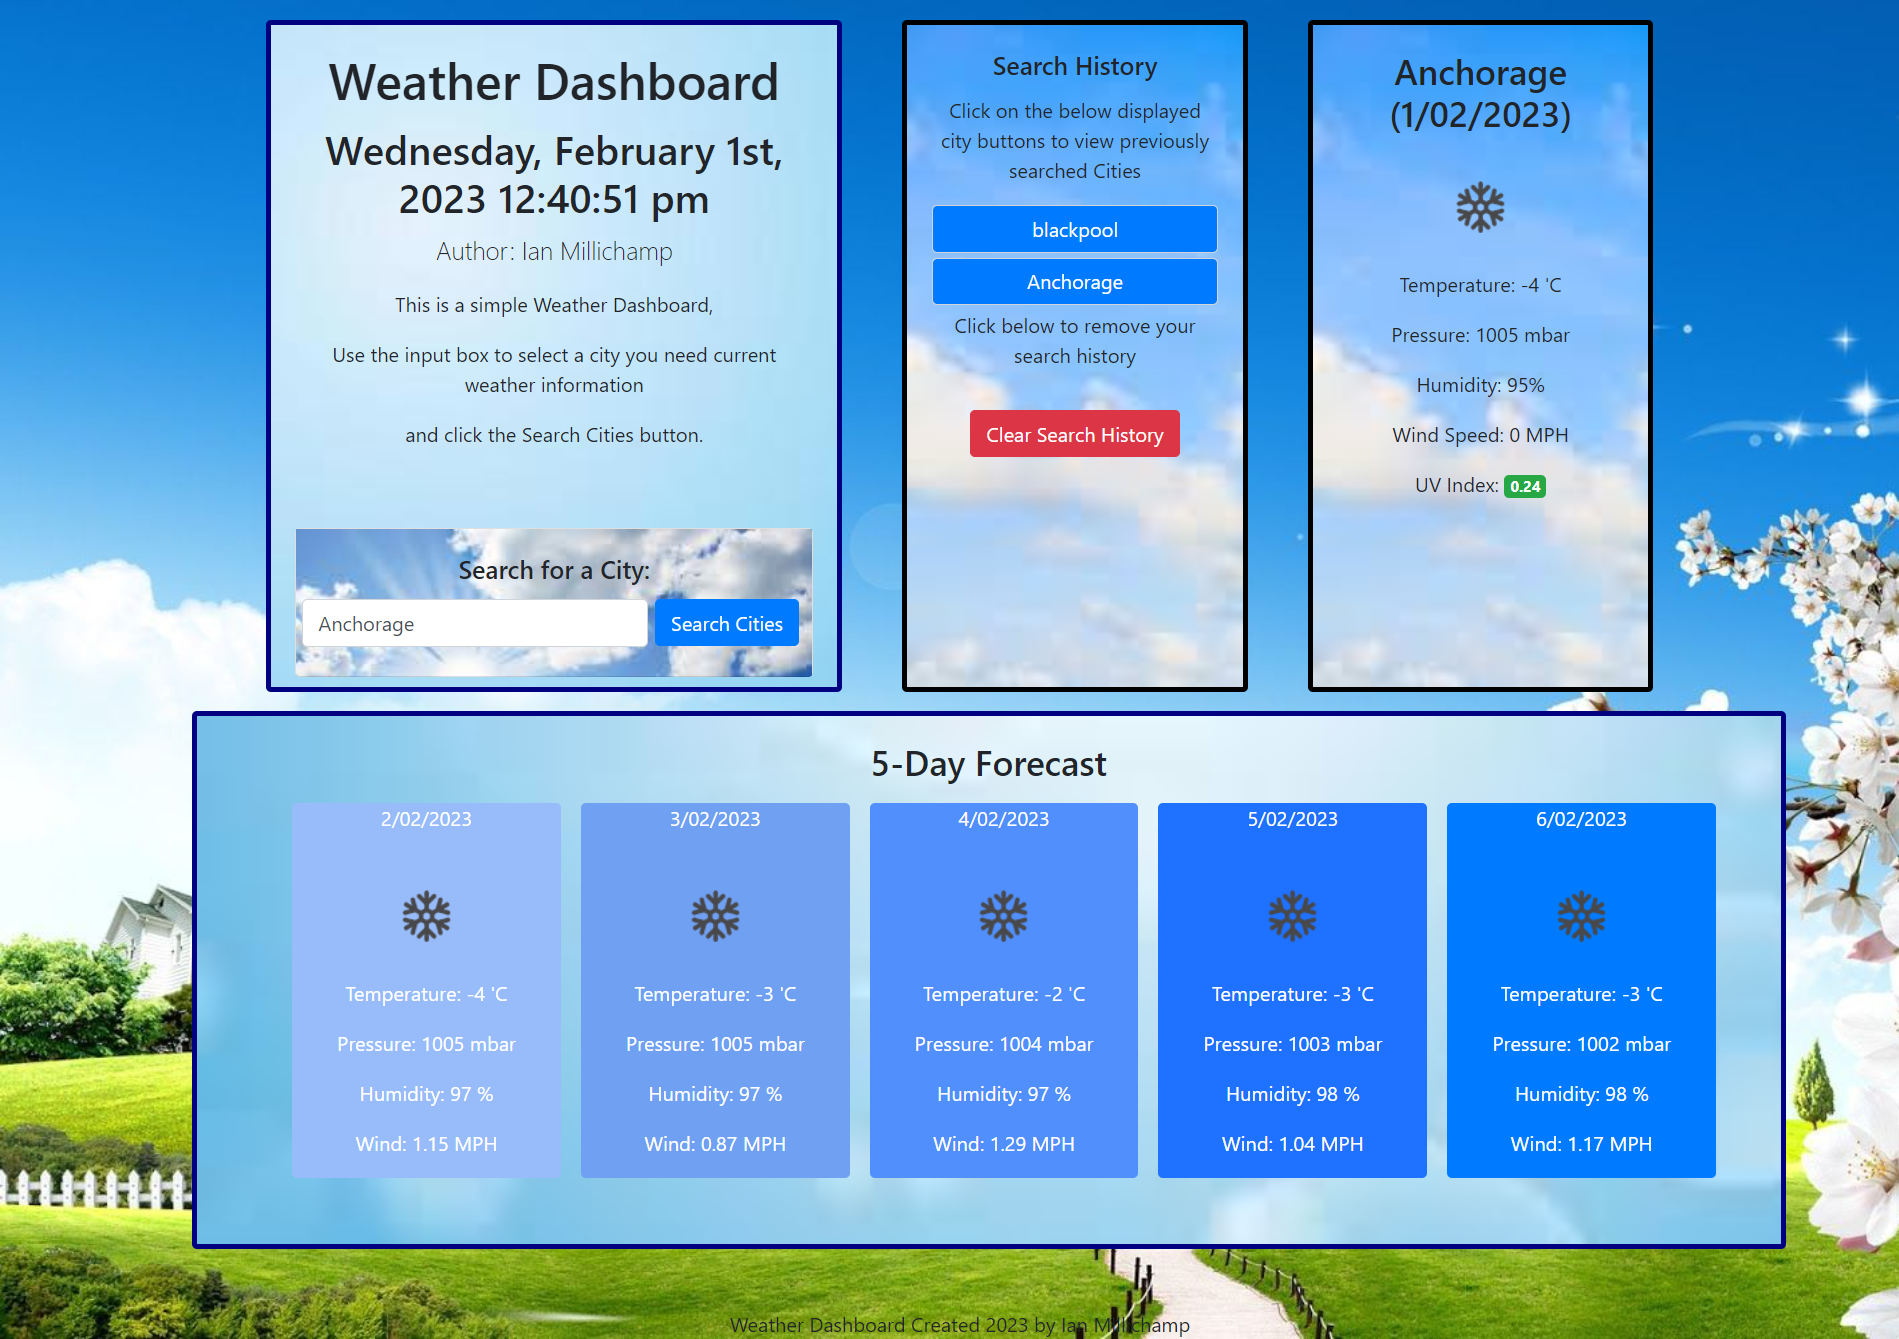 Weather Dashboard
Wednesday, February 1st,
2023 12:40:51 pm
Author: Ian Millichamp
This is a simple Weather Dashboard,
Use the input box to select a city you need current
weather information
and click the Search Cities button.
Search for a City:
Anchorage
Search Cities
Search History
Click on the below displayed
city buttons to view previously
searched Cities
blackpool
Anchorage
Click below to remove your
search history
Clear Search History
Anchorage
(1/02/2023)
Temperature: -4 'C
Pressure: 1005 mbar
Humidity: 95%
Wind Speed: 0 MPH
UV Index: 0.24
5-Day Forecast
2/02/2023
Temperature: -4 'C
Pressure: 1005 mbar
Humidity: 97 %
Wind: 1.15 MPH
3/02/2023
Temperature: -3 'C
Pressure: 1005 mbar
Humidity: 97 %
Wind: 0.87 MPH
4/02/2023
Temperature: -2 'C
Pressure: 1004 mbar
Humidity: 97 %
Wind: 1.29 MPH
5/02/2023
Temperature: -3 'C
Pressure: 1003 mbar
Humidity: 98 %
Wind: 1.04 MPH
6/02/2023
Temperature: -3 'C
Pressure: 1002 mbar
Humidity: 98 %
Wind: 1.17 MPH
Weather Dashboard Created 2023 by Ian Millichamp